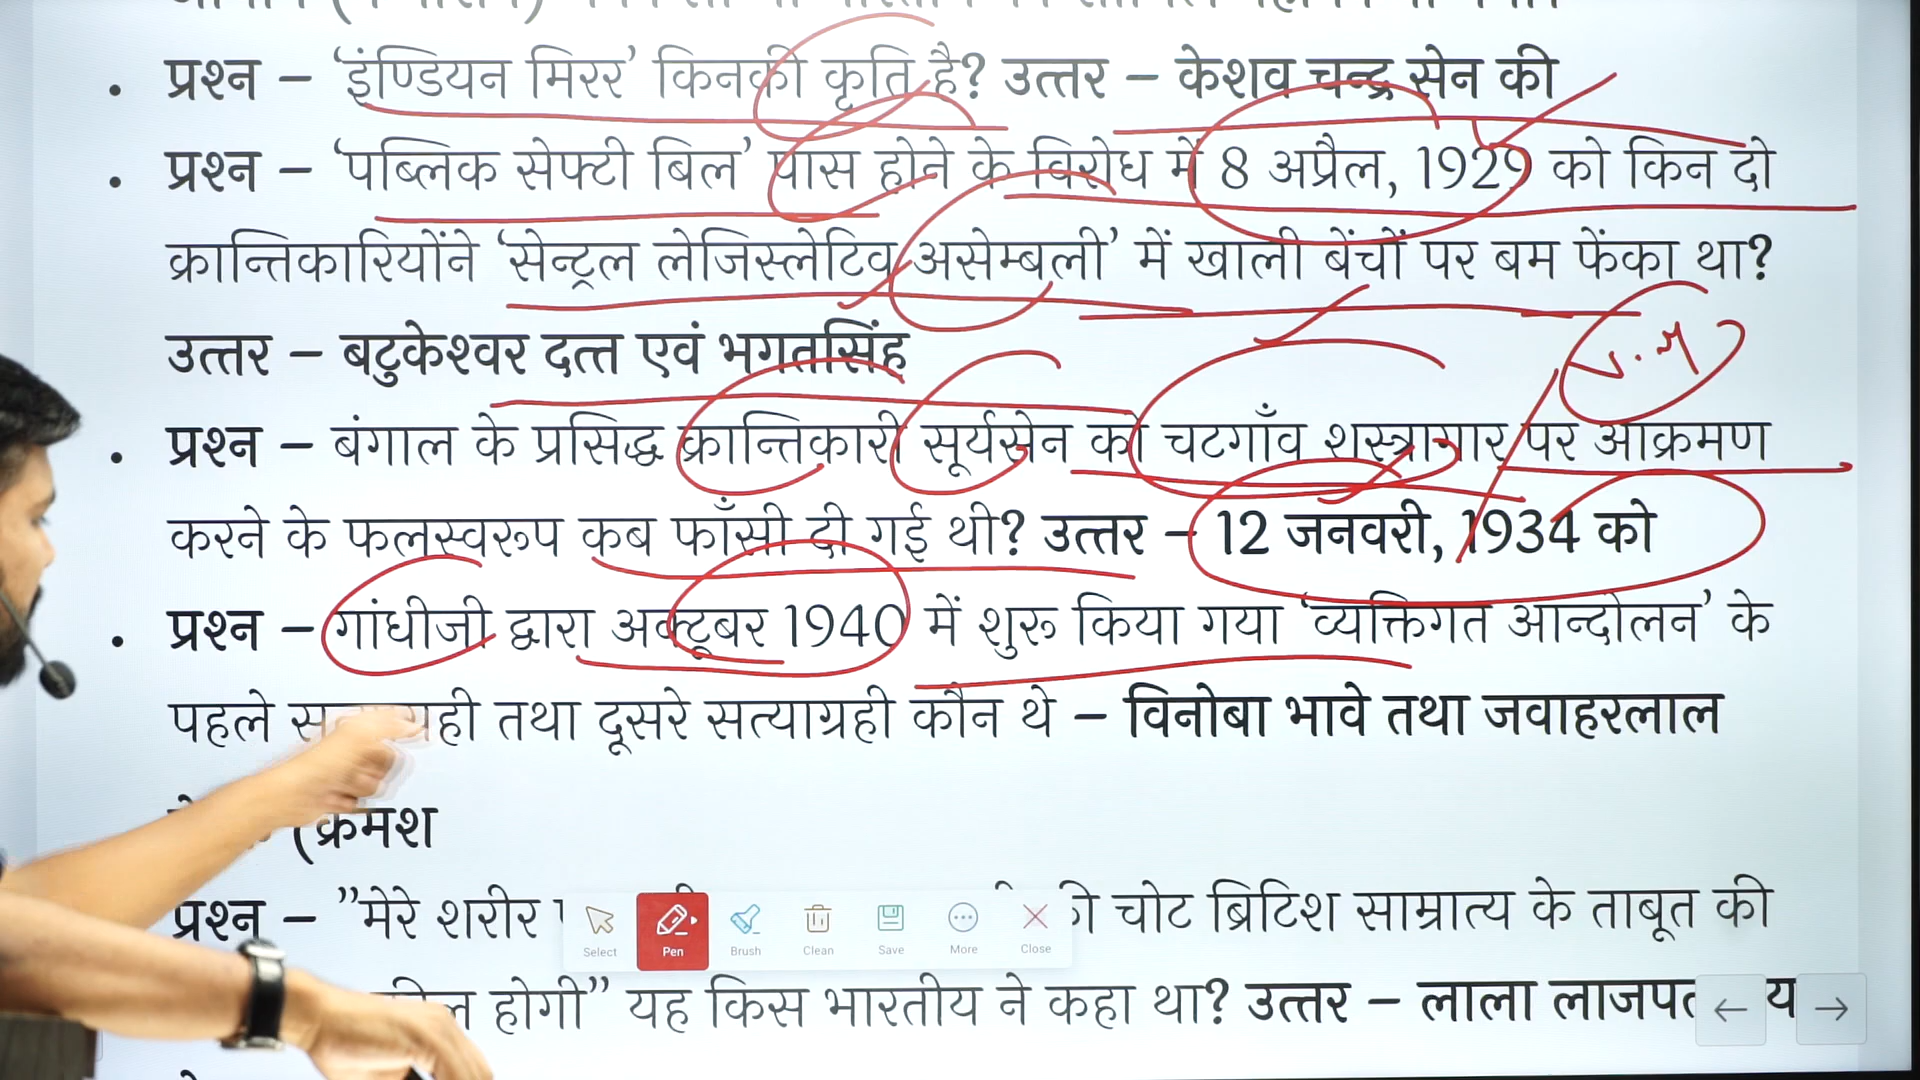 • प्रश्न – ‘इंण्डियन मिरर’ किनकी कृति है? उत्तर – केशव चन्द्र सेन की
• प्रश्न – ‘पब्लिक सेफ्टी बिल’ पास होने के विरोध में 8 अप्रैल, 1929 को किन दो
क्रान्तिकारियोंने ‘सेन्ट्रल लेजिस्लेटिव असेम्बली’ में खाली बेंचों पर बम फेंका था?
उत्तर – बटुकेश्वर दत्त एवं भगतसिंह
• प्रश्न – बंगाल के प्रसिद्ध क्रान्तिकारी सूर्यसेन को चटगाँव शस्त्रागार पर आक्रमण
करने के फलस्वरुप कब फाँसी दी गई थी? उत्तर – 12 जनवरी, 1934 को
• प्रश्न – गांधीजी द्वारा अक्टूबर 1940 में शुरू किया गया ‘व्यक्तिगत आन्दोलन’ के
पहले तथा दूसरे सत्याग्रही कौन थे – विनोबा भावे तथा जवाहरलाल
(क्रमश
प्रश्न – ”मेरे शरीर चोट ब्रिटिश साम्रात्य के ताबूत की
होगी” यह किस भारतीय ने कहा था? उत्तर – लाला
Select Pen Brush Clean Save More Close